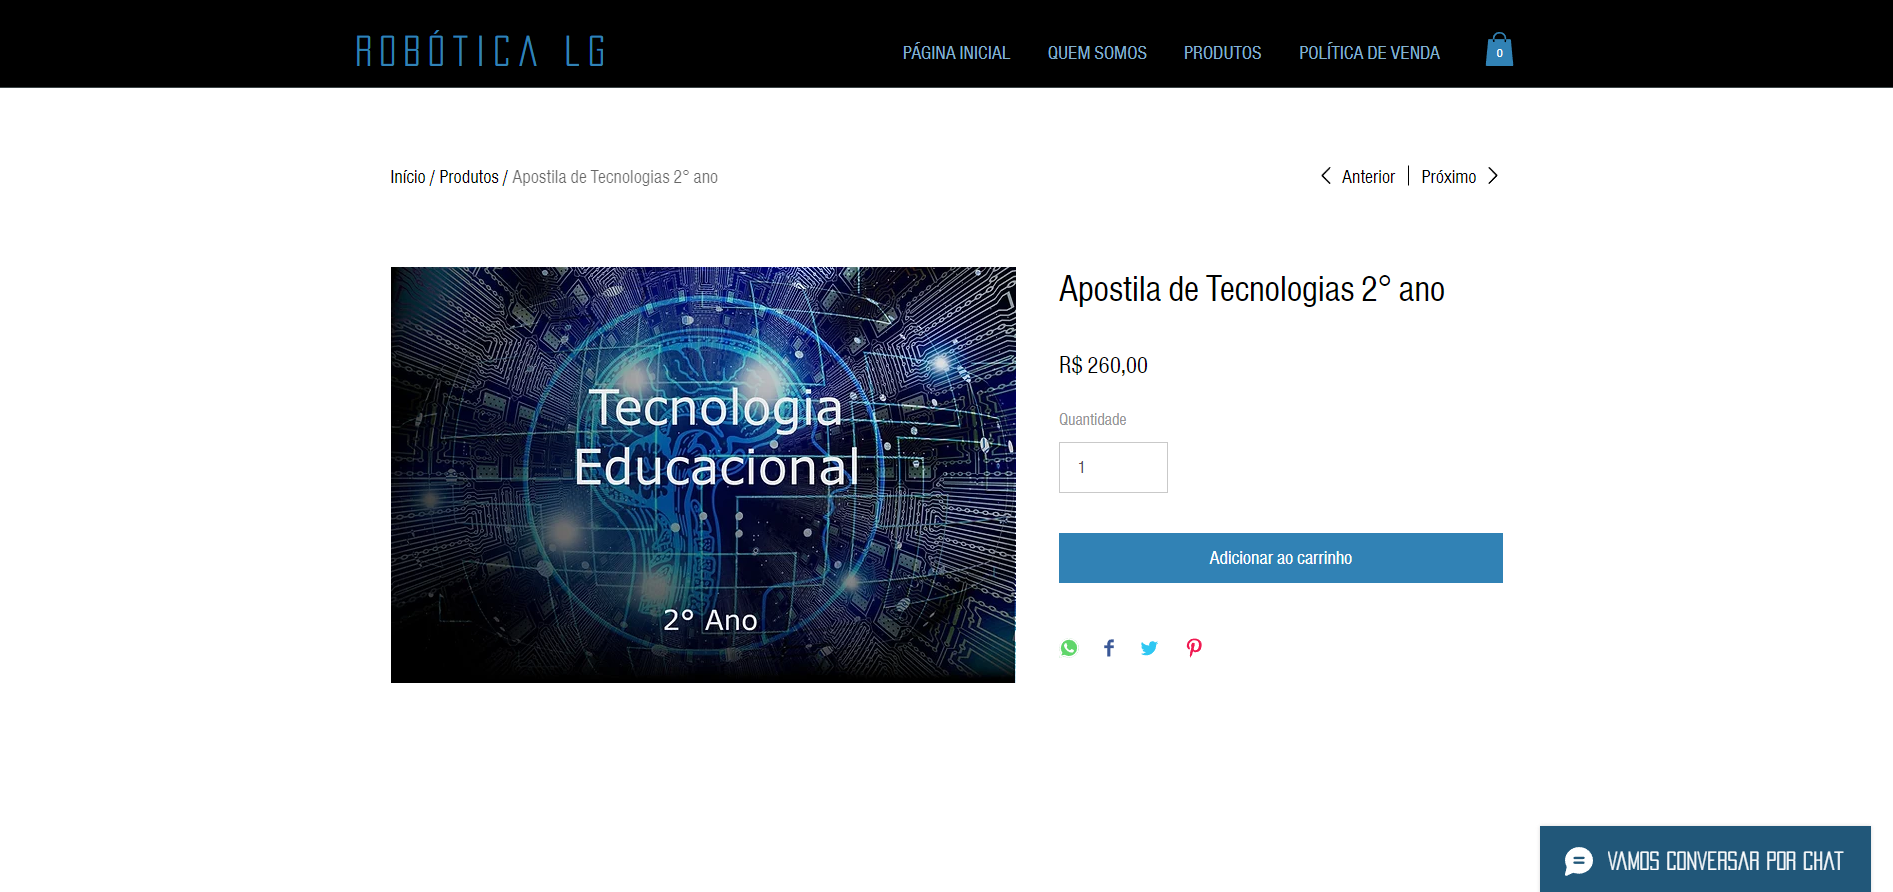 ROBÓTICA LG
PÁGINA INICIAL QUEM SOMOS PRODUTOS POLÍTICA DE VENDA 0
Início / Produtos / Apostila de Tecnologias 2° ano
Anterior | Próximo
Tecnologia
Educacional
2° Ano
Apostila de Tecnologias 2° ano
R$ 260,00
Quantidade
1
Adicionar ao carrinho
VAMOS CONVERSAR POR CHAT